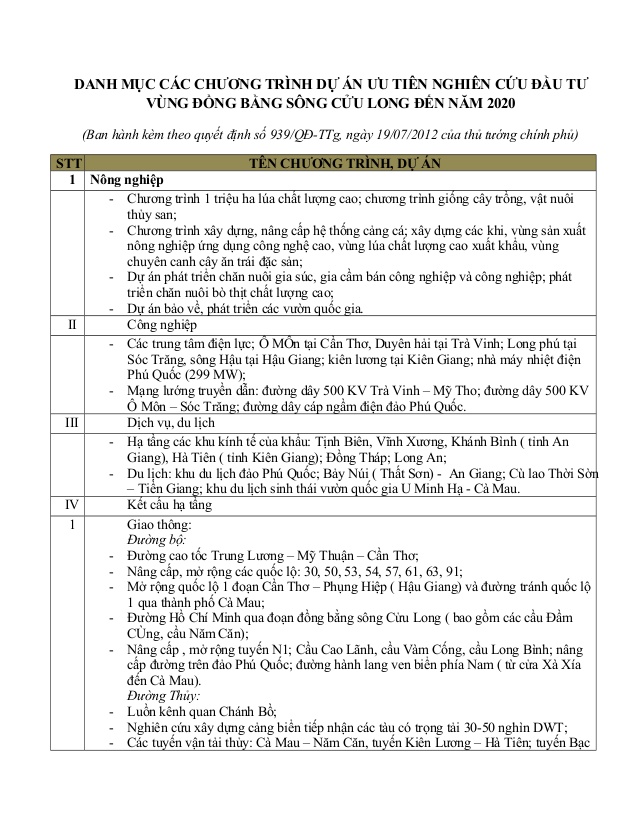 DANH MỤC CÁC CHƯƠNG TRÌNH DỰ ÁN ƯU TIÊN NGHIÊN CỨU ĐẦU TƯ
VÙNG ĐỒNG BẰNG SÔNG CỬU LONG ĐẾN NĂM 2020
(Ban hành kèm theo quyết định số 939/QĐ-TTg, ngày 19/07/2012 của thủ tướng chính phủ)
STT TÊN CHƯƠNG TRÌNH, DỰ ÁN
1 Nông nghiệp
- Chương trình 1 triệu ha lúa chất lượng cao; chương trình giống cây trồng, vật nuôi
thủy san;
- Chương trình xây dựng, nâng cấp hệ thống cảng cá; xây dựng các khi, vùng sản xuất
nông nghiệp ứng dụng công nghệ cao, vùng lúa chất lượng cao xuất khẩu, vùng
chuyên canh cây ăn trái đặc sản;
- Dự án phát triển chăn nuôi gia súc, gia cầm bán công nghiệp và công nghiệp; phát
triển chăn nuôi bò thịt chất lượng cao;
- Dự án bảo về, phát triển các vườn quốc gia.
II Công nghiệp
- Các trung tâm điện lực; Ô MÔn tại Cần Thơ, Duyên hải tại Trà Vinh; Long phú tại
Sóc Trăng, sông Hậu tại Hậu Giang; kiên lương tại Kiên Giang; nhà máy nhiệt điện
Phú Quốc (299 MW);
- Mạng lướng truyền dẫn: đường dây 500 KV Trà Vinh – Mỹ Tho; đường dây 500 KV
Ô Môn – Sóc Trăng; đường dây cáp ngầm điện đảo Phú Quốc.
III Dịch vụ, du lịch
- Hạ tầng các khu kính tế của khẩu: Tịnh Biên, Vĩnh Xương, Khánh Bình ( tỉnh An
Giang), Hà Tiên ( tỉnh Kiên Giang); Đồng Tháp; Long An;
- Du lịch: khu du lịch đảo Phú Quốc; Bảy Núi ( Thất Sơn) - An Giang; Cù lao Thời Sờn
– Tiền Giang; khu du lịch sinh thái vườn quốc gia U Minh Hạ - Cà Mau.
IV Kết cấu hạ tầng
1 Giao thông:
Đường bộ:
- Đường cao tốc Trung Lương – Mỹ Thuận – Cần Thơ;
- Nâng cấp, mở rộng các quốc lộ: 30, 50, 53, 54, 57, 61, 63, 91;
- Mở rộng quốc lộ 1 đoạn Cần Thơ – Phụng Hiệp ( Hậu Giang) và đường tránh quốc lộ
1 qua thành phố Cà Mau;
- Đường Hồ Chí Minh qua đoạn đồng bằng sông Cửu Long ( bao gồm các cầu Đầm
CÙng, cầu Năm Căn);
- Nâng cấp , mở rộng tuyến N1; Cầu Cao Lãnh, cầu Vàm Cống, cầu Long Bình; nâng
cấp đường trên đảo Phú Quốc; đường hành lang ven biển phía Nam ( từ cửa Xà Xía
đến Cà Mau).
Đường Thủy:
- Luồn kênh quan Chánh Bồ;
- Nghiên cứu xây dựng cảng biển tiếp nhận các tàu có trọng tải 30-50 nghìn DWT;
- Các tuyến vận tải thủy: Cà Mau – Năm Căn, tuyến Kiên Lương – Hà Tiên; tuyến Bạc